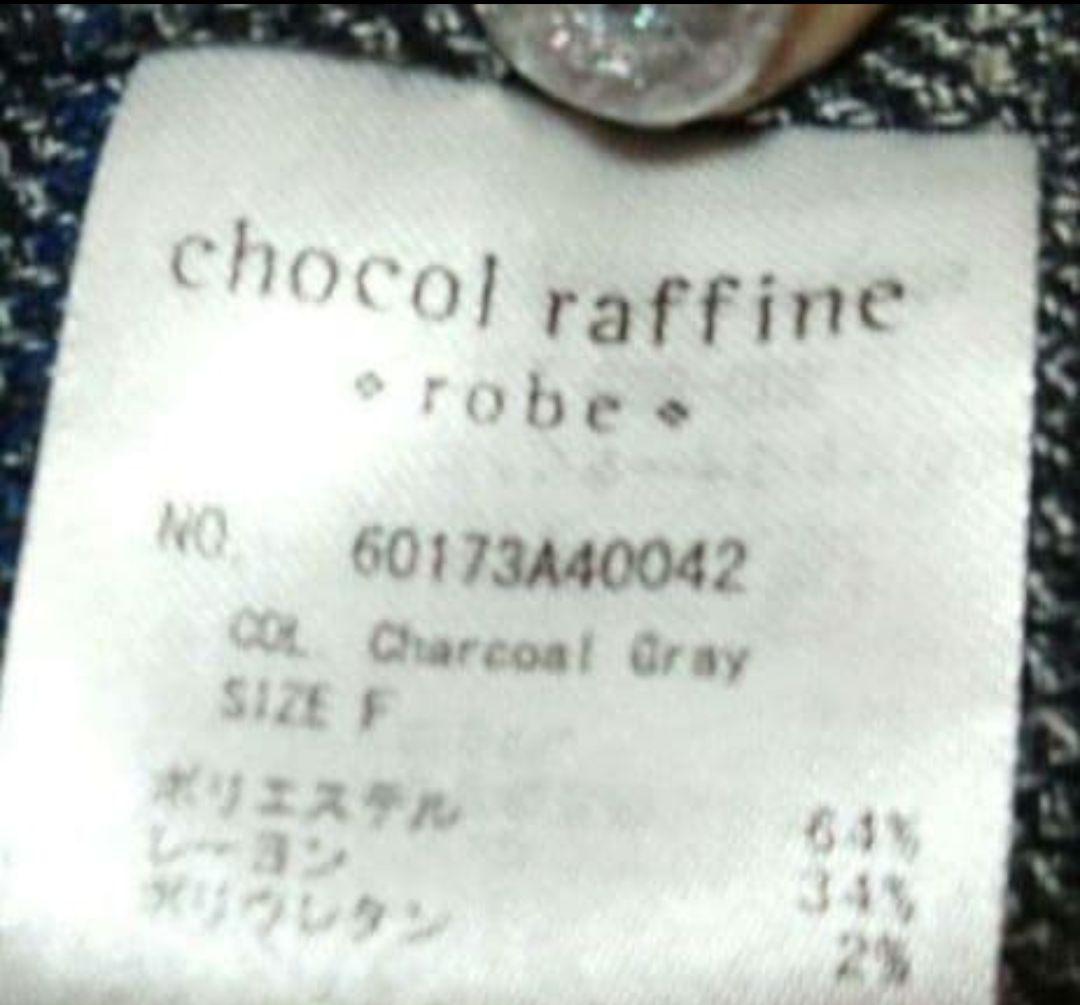 chocol raffine
◇ robe ◇
NO. 60173A40042
COL Charcoal Gray
SIZE F
ポリエステル 64%
レーヨン 34%
ポリウレタン 2%